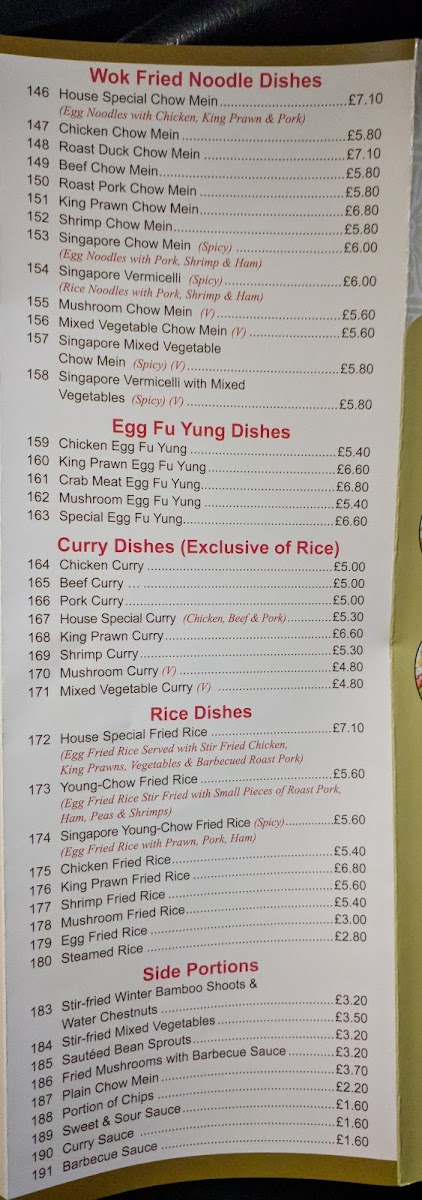 Wok Fried Noodle Dishes
146 House Special Chow Mein ... £7.10
(Egg Noodles with Chicken, King Prawn & Pork)
147 Chicken Chow Mein ... £5.80
148 Roast Duck Chow Mein ... £7.10
149 Beef Chow Mein ... £5.80
150 Roast Pork Chow Mein ... £5.80
151 King Prawn Chow Mein ... £6.80
152 Shrimp Chow Mein ... £5.80
153 Singapore Chow Mein (Spicy) ... £6.00
(Egg Noodles with Pork, Shrimp & Ham)
154 Singapore Vermicelli (Spicy) ... £6.00
(Rice Noodles with Pork, Shrimp & Ham)
155 Mushroom Chow Mein (V) ... £5.60
156 Mixed Vegetable Chow Mein (V) ... £5.60
157 Singapore Mixed Vegetable
Chow Mein (Spicy) (V) ... £5.80
158 Singapore Vermicelli with Mixed
Vegetables (Spicy) (V) ... £5.80
Egg Fu Yung Dishes
159 Chicken Egg Fu Yung ... £5.40
160 King Prawn Egg Fu Yung ... £6.60
161 Crab Meat Egg Fu Yung ... £6.80
162 Mushroom Egg Fu Yung ... £5.40
163 Special Egg Fu Yung ... £6.60
Curry Dishes (Exclusive of Rice)
164 Chicken Curry ... £5.00
165 Beef Curry ... £5.00
166 Pork Curry ... £5.00
167 House Special Curry (Chicken, Beef & Pork) ... £5.30
168 King Prawn Curry ... £6.60
169 Shrimp Curry ... £5.30
170 Mushroom Curry (V) ... £4.80
171 Mixed Vegetable Curry (V) ... £4.80
Rice Dishes
172 House Special Fried Rice ... £7.10
(Egg Fried Rice Served with Stir Fried Chicken,
King Prawns, Vegetables & Barbecued Roast Pork)
173 Young-Chow Fried Rice ... £5.60
(Egg Fried Rice Stir Fried with Small Pieces of Roast Pork,
Ham, Peas & Shrimps)
174 Singapore Young-Chow Fried Rice (Spicy) ... £5.60
(Egg Fried Rice with Prawn, Pork, Ham)
175 Chicken Fried Rice ... £5.40
176 King Prawn Fried Rice ... £6.80
177 Shrimp Fried Rice ... £5.60
178 Mushroom Fried Rice ... £5.40
179 Egg Fried Rice ... £3.00
180 Steamed Rice ... £2.80
Side Portions
183 Stir-fried Winter Bamboo Shoots &
Water Chestnuts ... £3.20
184 Stir-fried Mixed Vegetables ... £3.50
185 Sautéed Bean Sprouts ... £3.20
186 Fried Mushrooms with Barbecue Sauce ... £3.20
187 Plain Chow Mein ... £3.70
188 Portion of Chips ... £2.20
189 Sweet & Sour Sauce ... £1.60
190 Curry Sauce ... £1.60
191 Barbecue Sauce ... £1.60